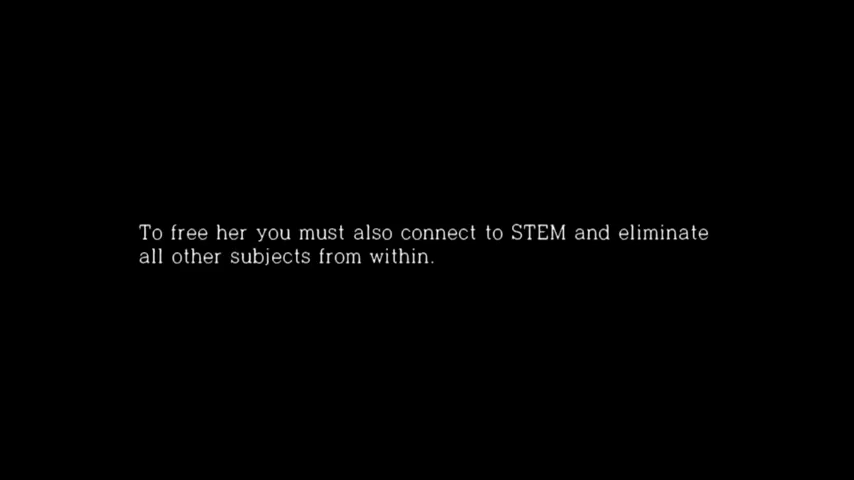 To free her you must also connect to STEM and eliminate
all other subjects from within.